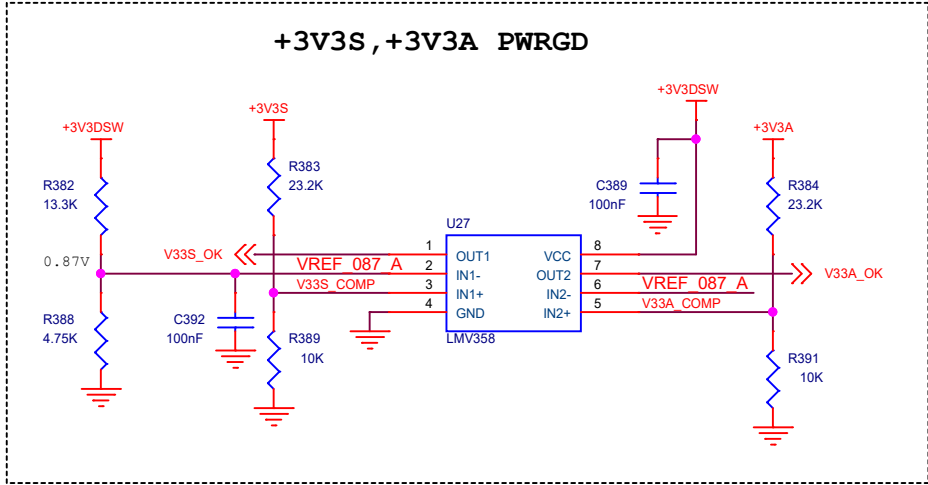 +3V3S,+3V3A PWRGD
+3V3DSW
R382
13.3K
0.87V
R388
4.75K
+3V3S
R383
23.2K
V33S_OK
VREF_087_A
V33S_COMP
C392
100nF
R389
10K
U27
1 OUT1
2 IN1-
3 IN1+
4 GND
VCC 8
OUT2 7
IN2- 6
IN2+ 5
LMV358
+3V3DSW
C389
100nF
+3V3A
R384
23.2K
V33A_OK
VREF_087_A
V33A_COMP
R391
10K